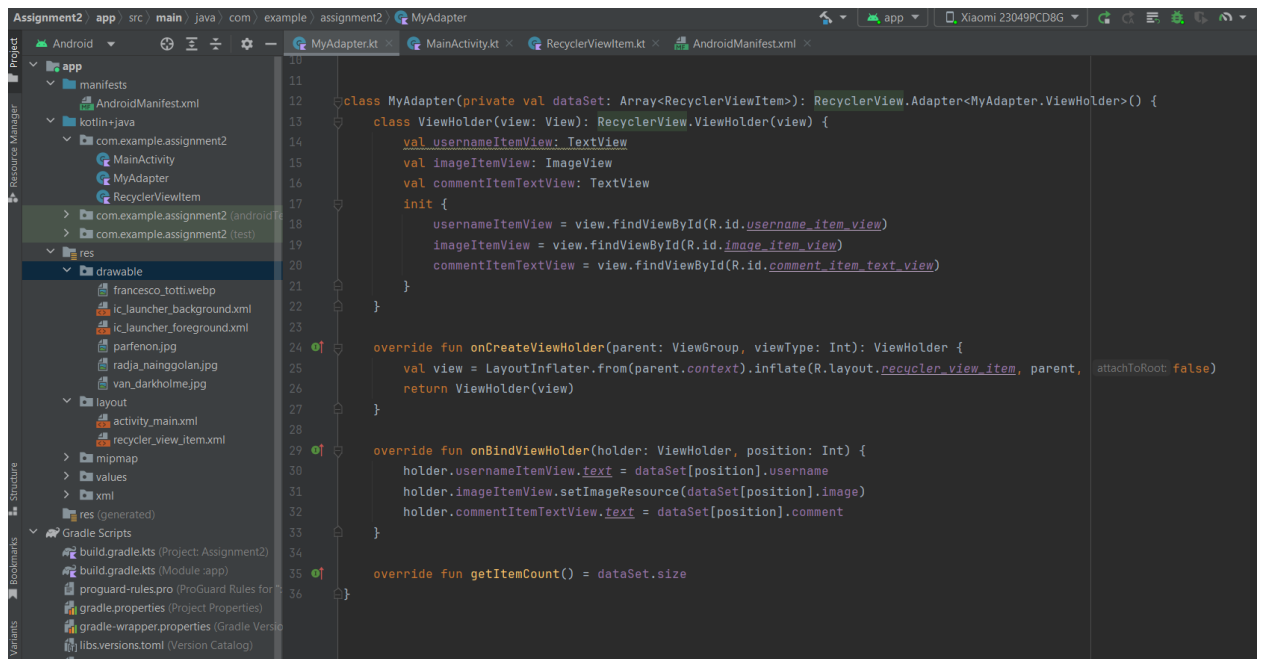 Assignment2 〉 app 〉 src 〉 main 〉 java 〉 com 〉 example 〉 assignment2 〉 MyAdapter
app
Xiaomi 23049PCD8G
Android
MyAdapter.kt
MainActivity.kt
RecyclerViewItem.kt
AndroidManifest.xml
Project
Resource Manager
Structure
Bookmarks
Variants
app
manifests
AndroidManifest.xml
kotlin+java
com.example.assignment2
MainActivity
MyAdapter
RecyclerViewItem
com.example.assignment2 (androidTe
com.example.assignment2 (test)
res
drawable
francesco_totti.webp
ic_launcher_background.xml
ic_launcher_foreground.xml
parfenon.jpg
radja_nainggolan.jpg
van_darkholme.jpg
layout
activity_main.xml
recycler_view_item.xml
mipmap
values
xml
res (generated)
Gradle Scripts
build.gradle.kts (Project: Assignment2)
build.gradle.kts (Module :app)
proguard-rules.pro (ProGuard Rules for "
gradle.properties (Project Properties)
gradle-wrapper.properties (Gradle Versio
libs.versions.toml (Version Catalog)
10
11
12 class MyAdapter(private val dataSet: Array<RecyclerViewItem>): RecyclerView.Adapter<MyAdapter.ViewHolder>() {
13 class ViewHolder(view: View): RecyclerView.ViewHolder(view) {
14 val usernameItemView: TextView
15 val imageItemView: ImageView
16 val commentItemTextView: TextView
17 init {
18 usernameItemView = view.findViewById(R.id.username_item_view)
19 imageItemView = view.findViewById(R.id.image_item_view)
20 commentItemTextView = view.findViewById(R.id.comment_item_text_view)
21 }
22 }
23
24 override fun onCreateViewHolder(parent: ViewGroup, viewType: Int): ViewHolder {
25 val view = LayoutInflater.from(parent.context).inflate(R.layout.recycler_view_item, parent, attachToRoot: false)
26 return ViewHolder(view)
27 }
28
29 override fun onBindViewHolder(holder: ViewHolder, position: Int) {
30 holder.usernameItemView.text = dataSet[position].username
31 holder.imageItemView.setImageResource(dataSet[position].image)
32 holder.commentItemTextView.text = dataSet[position].comment
33 }
34
35 override fun getItemCount() = dataSet.size
36 }